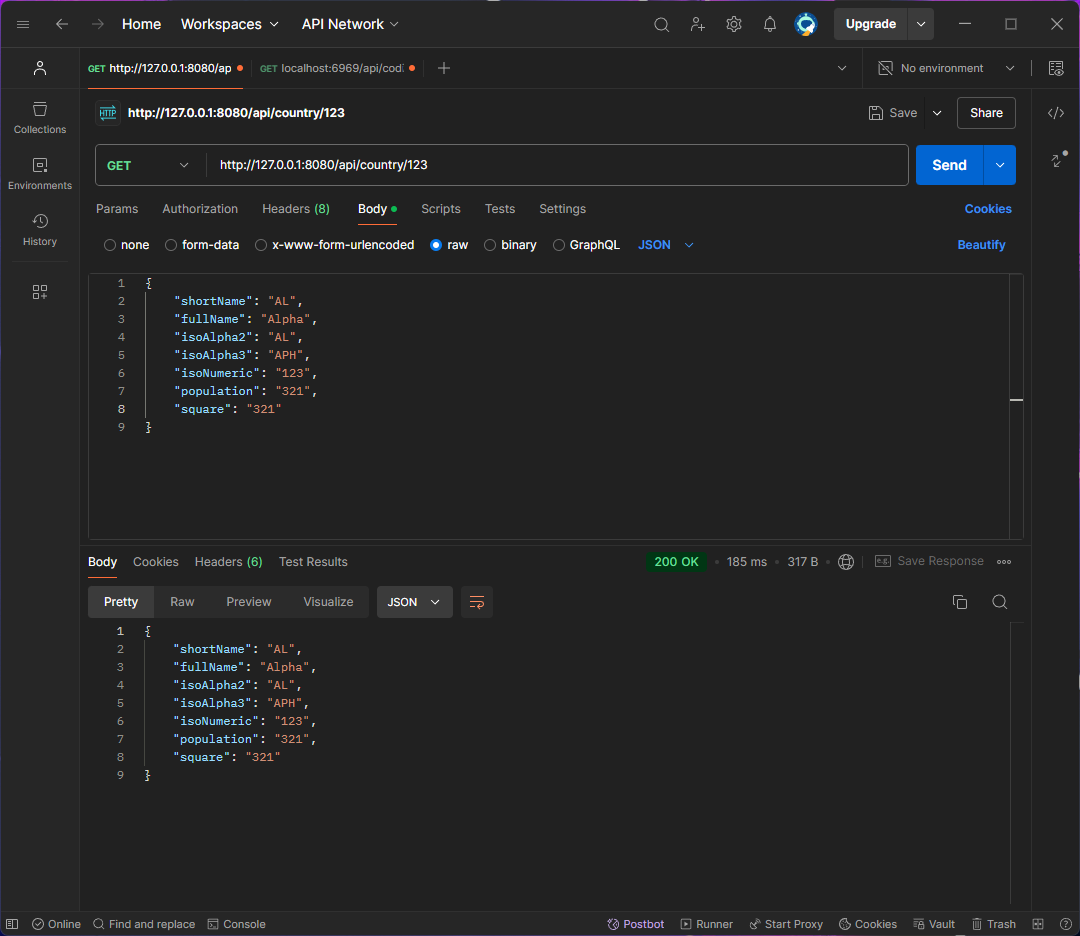 Home Workspaces API Network Upgrade
GET http://127.0.0.1:8080/ap GET localhost:6969/api/cod No environment
HTTP http://127.0.0.1:8080/api/country/123 Save Share
Collections
Environments
History
GET http://127.0.0.1:8080/api/country/123 Send
Params Authorization Headers (8) Body Scripts Tests Settings Cookies
none form-data x-www-form-urlencoded raw binary GraphQL JSON Beautify
1 {
2 "shortName": "AL",
3 "fullName": "Alpha",
4 "isoAlpha2": "AL",
5 "isoAlpha3": "APH",
6 "isoNumeric": "123",
7 "population": "321",
8 "square": "321"
9 }
Body Cookies Headers (6) Test Results 200 OK 185 ms 317 B Save Response
Pretty Raw Preview Visualize JSON
1 {
2 "shortName": "AL",
3 "fullName": "Alpha",
4 "isoAlpha2": "AL",
5 "isoAlpha3": "APH",
6 "isoNumeric": "123",
7 "population": "321",
8 "square": "321"
9 }
Online Find and replace Console Postbot Runner Start Proxy Cookies Vault Trash